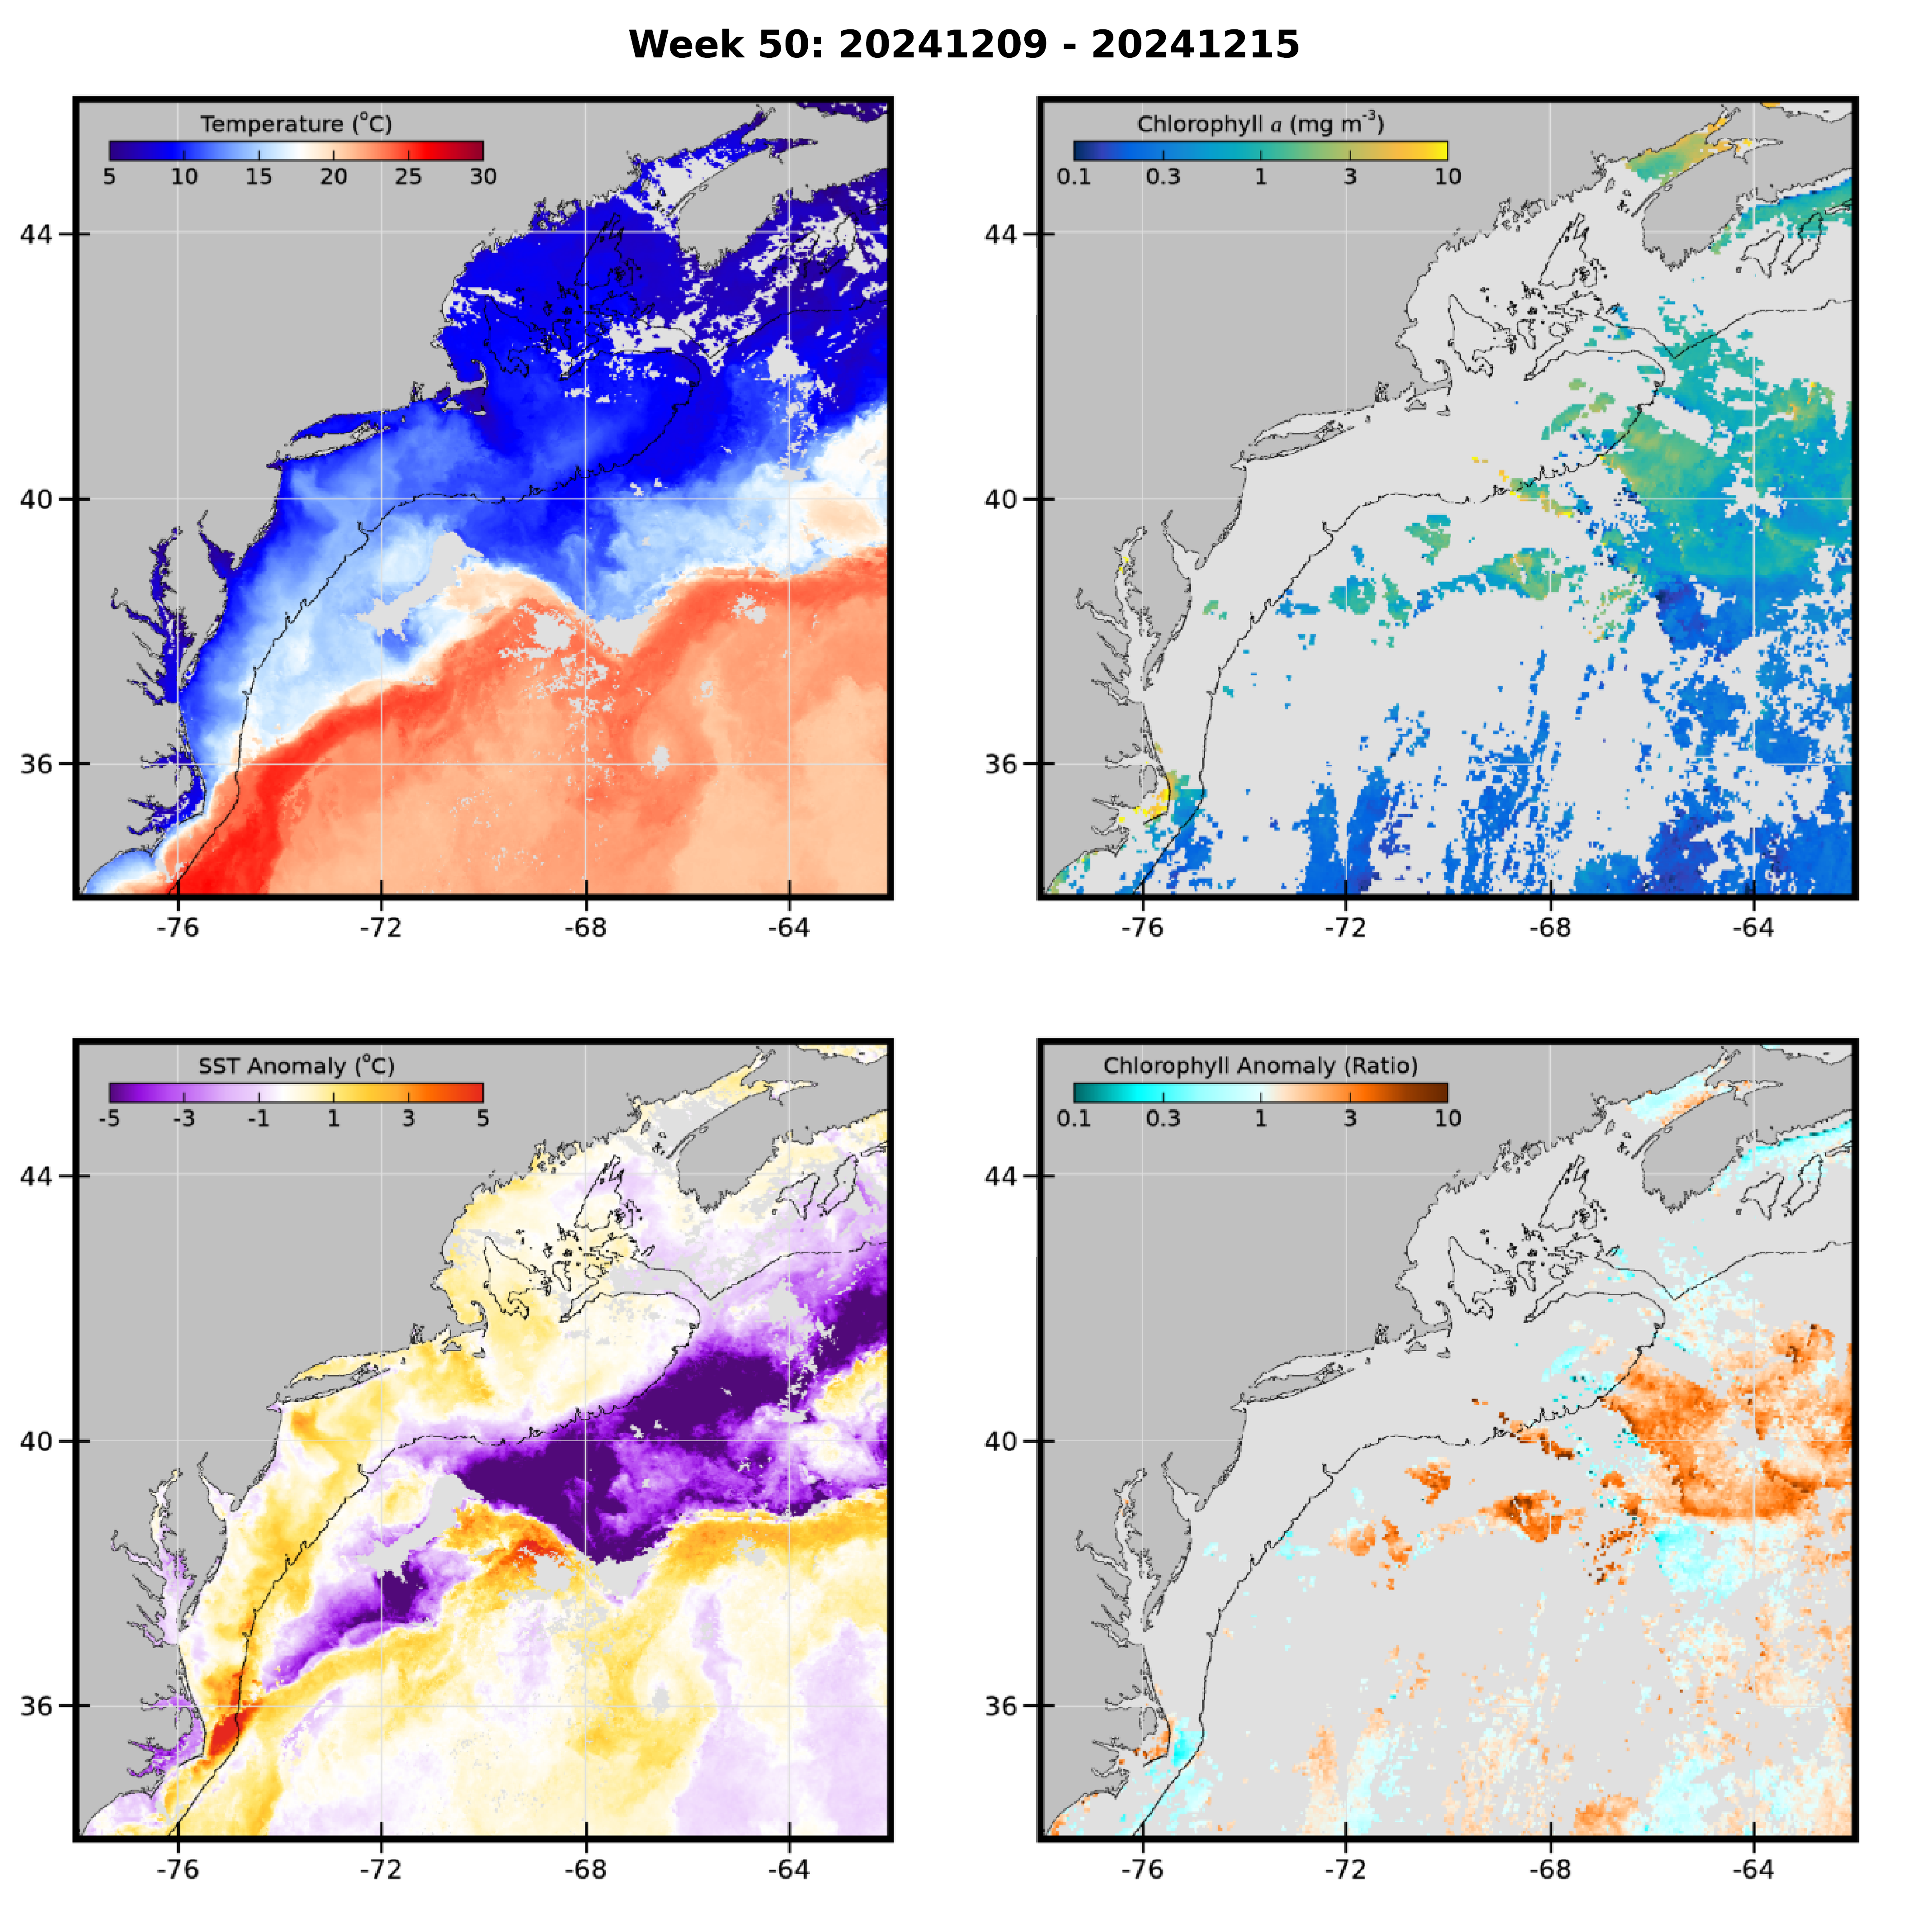 Week 50: 20241209 - 20241215
Temperature (°C)
5 10 15 20 25 30
44
40
36
-76 -72 -68 -64
Chlorophyll a (mg m⁻³)
0.1 0.3 1 3 10
44
40
36
-76 -72 -68 -64
SST Anomaly (°C)
-5 -3 -1 1 3 5
44
40
36
-76 -72 -68 -64
Chlorophyll Anomaly (Ratio)
0.1 0.3 1 3 10
44
40
36
-76 -72 -68 -64